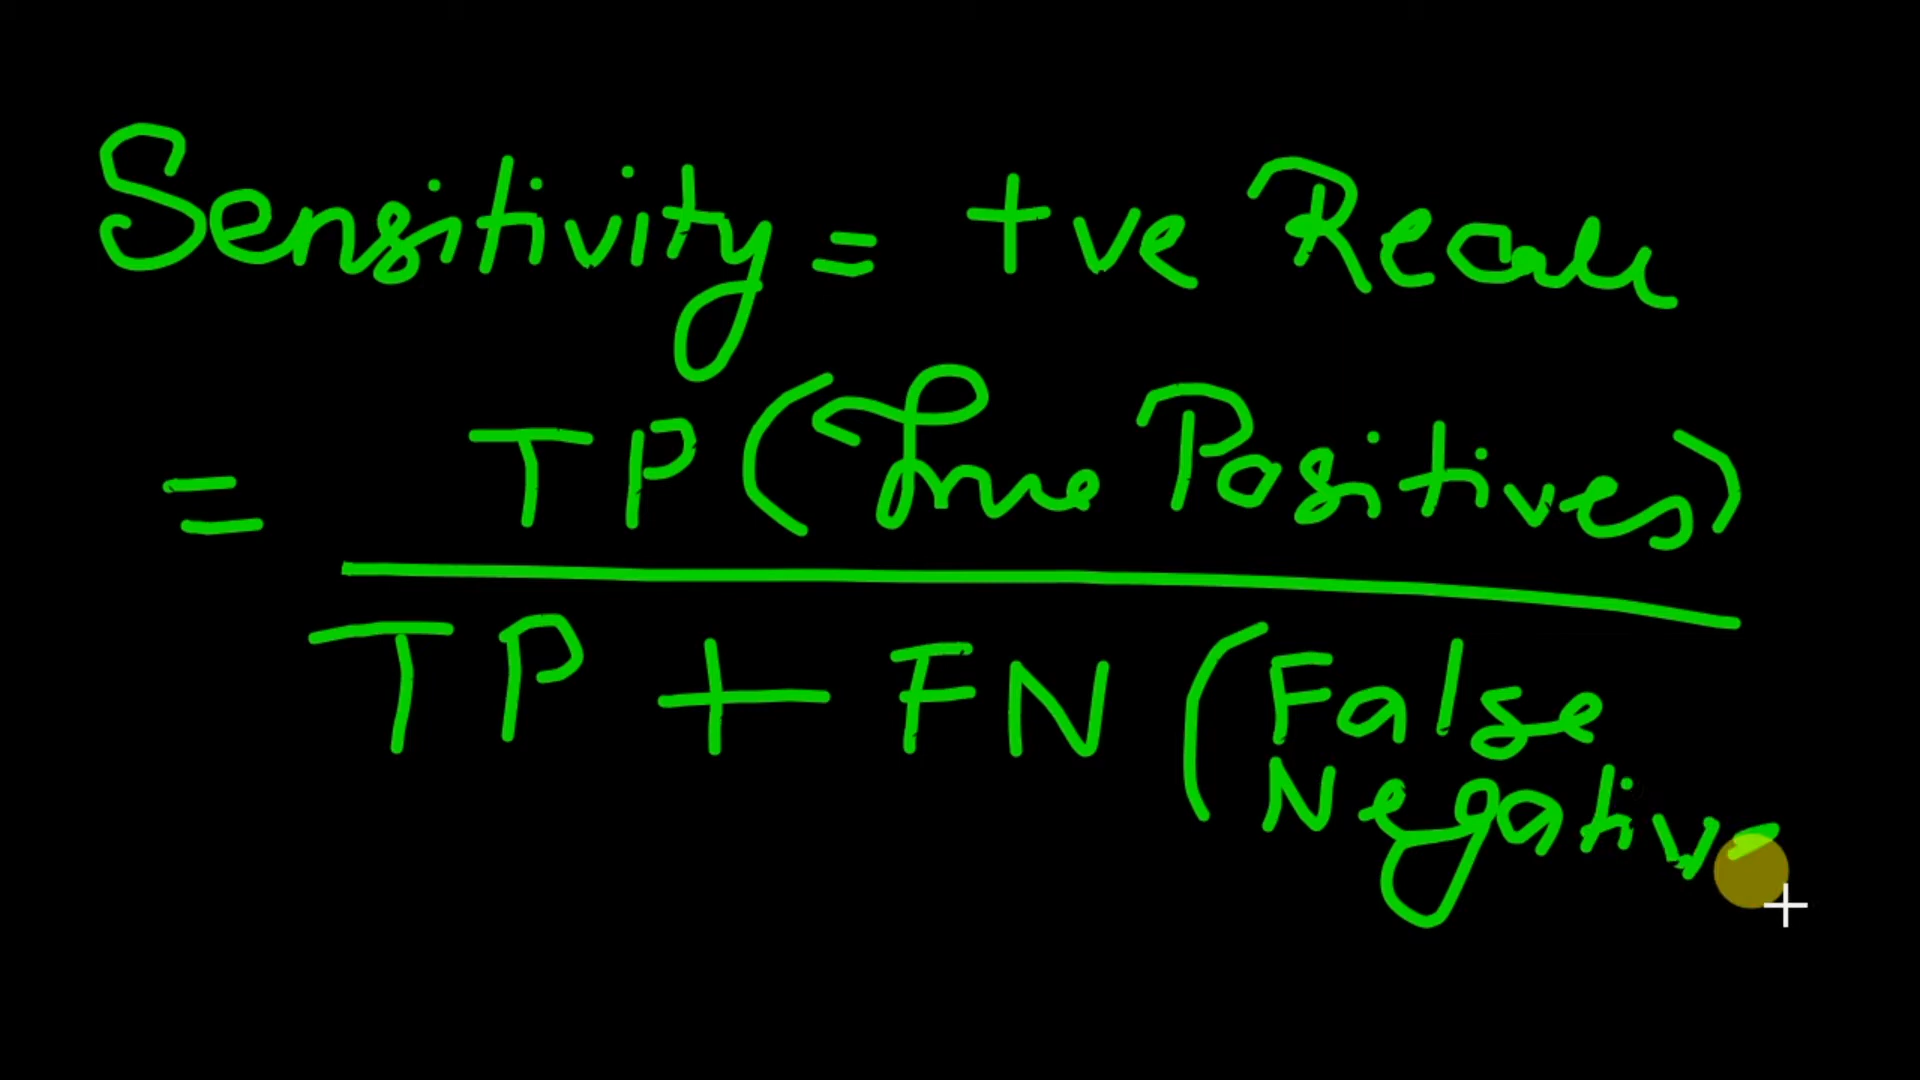 Sensitivity = +ve Recall
= TP (True Positives)
TP + FN (False
Negative